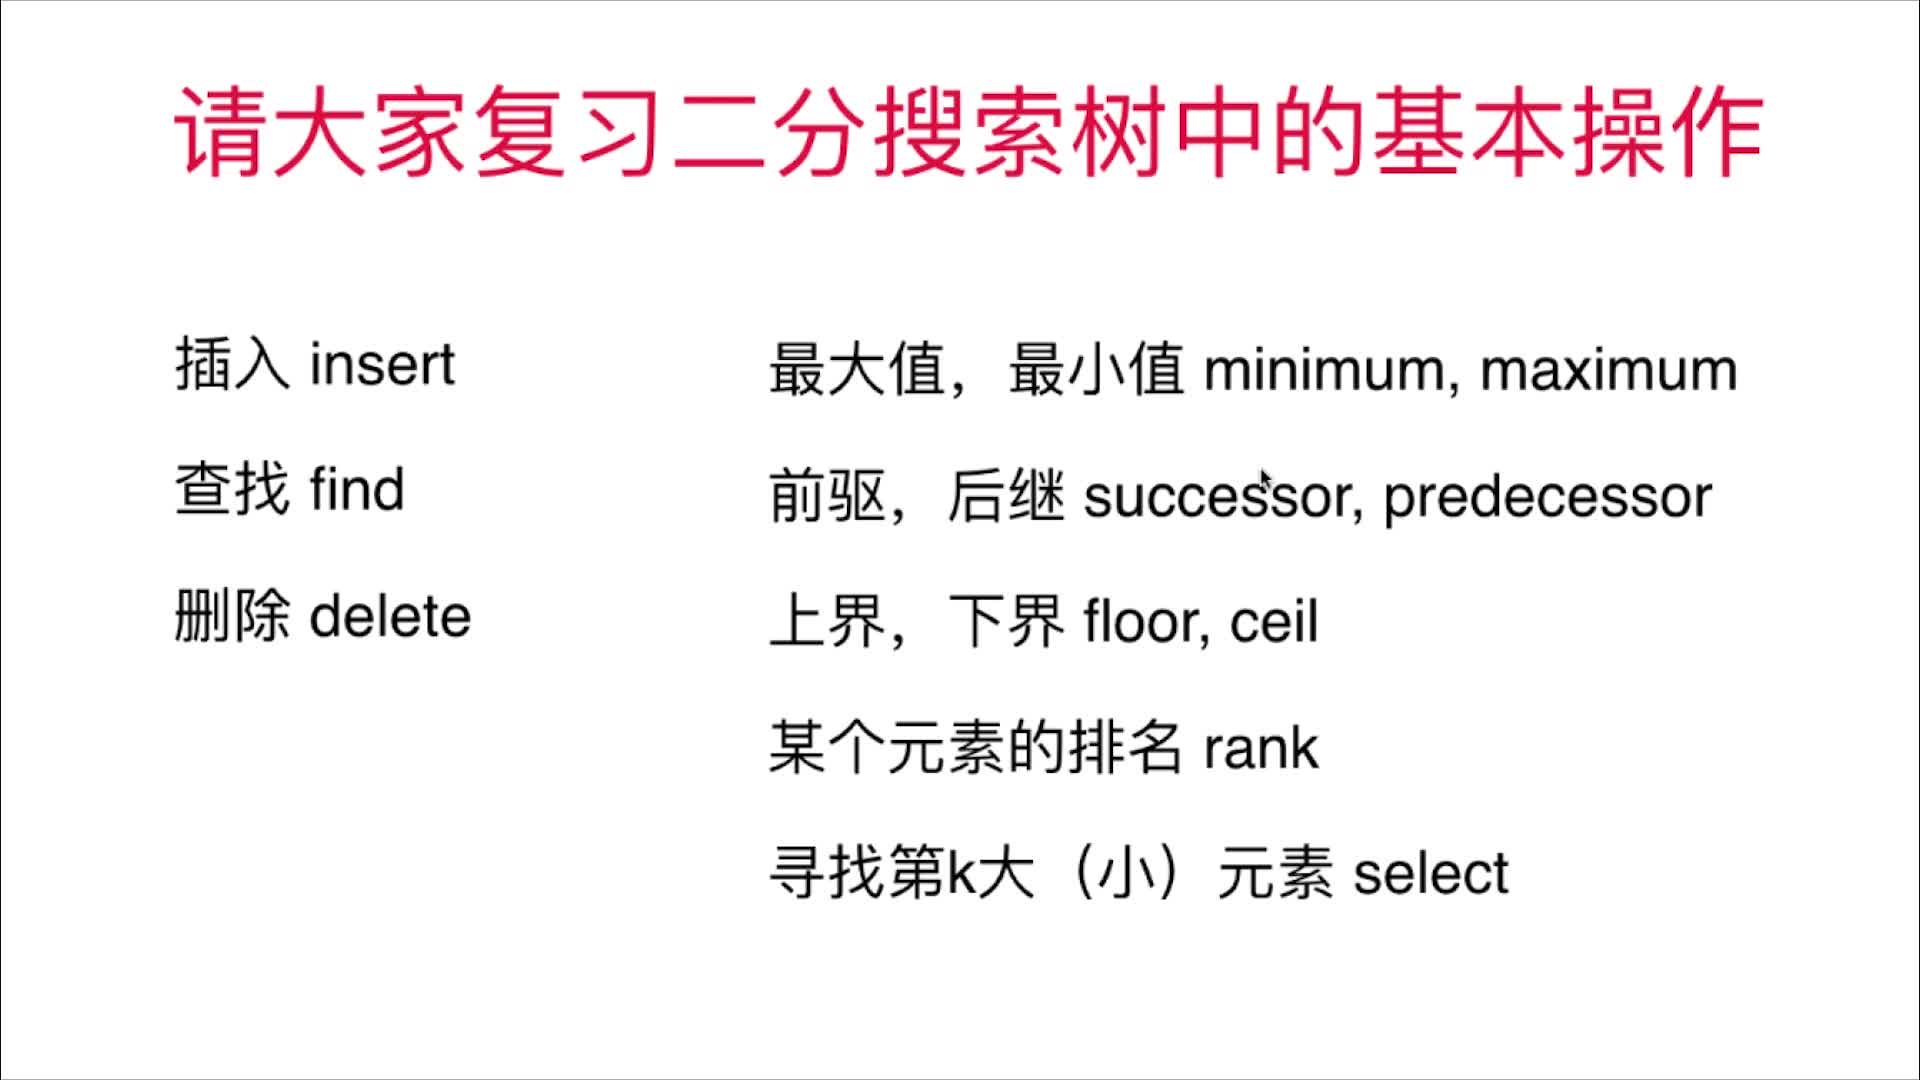 请大家复习二分搜索树中的基本操作
插入 insert
查找 find
删除 delete
最大值，最小值 minimum, maximum
前驱，后继 successor, predecessor
上界，下界 floor, ceil
某个元素的排名 rank
寻找第k大（小）元素 select